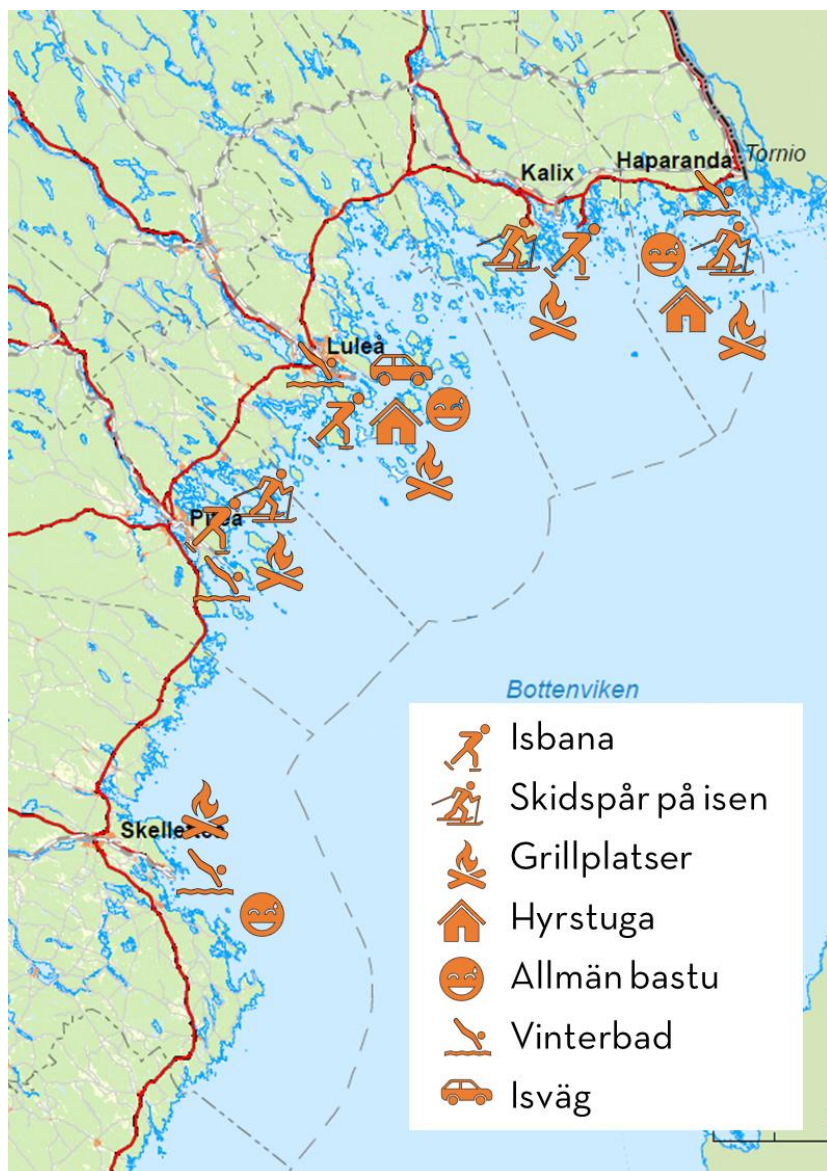 Kalix
Haparanda
Tornio
Luleå
Bottenviken
Isbana
Skidspår på isen
Grillplatser
Hyrstuga
Allmän bastu
Vinterbad
Isväg